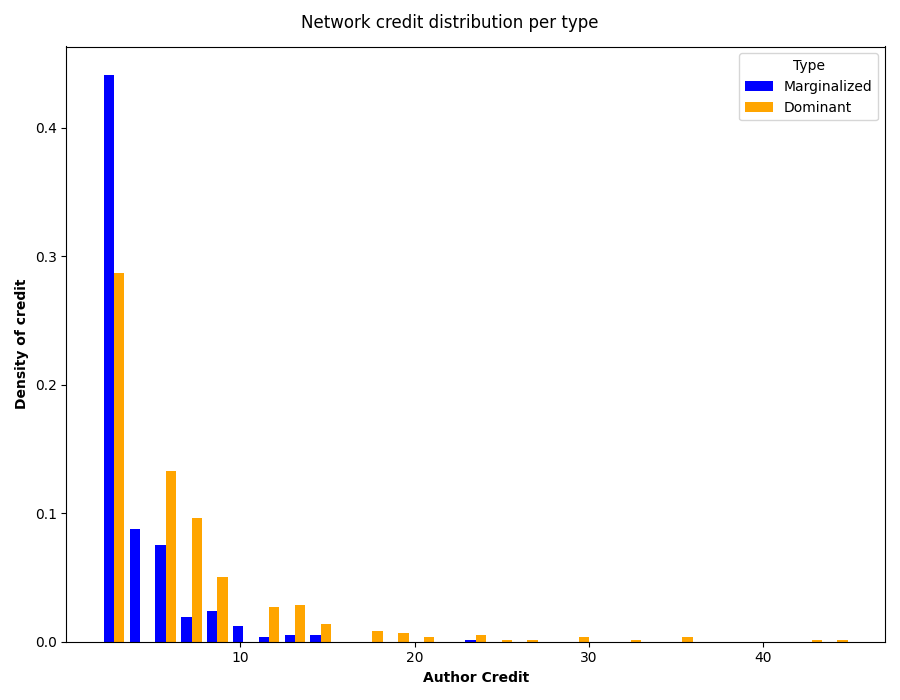 Network credit distribution per type
Type
Marginalized
Dominant
0.4
0.3
0.2
0.1
0.0
Density of credit
10
20
30
40
Author Credit